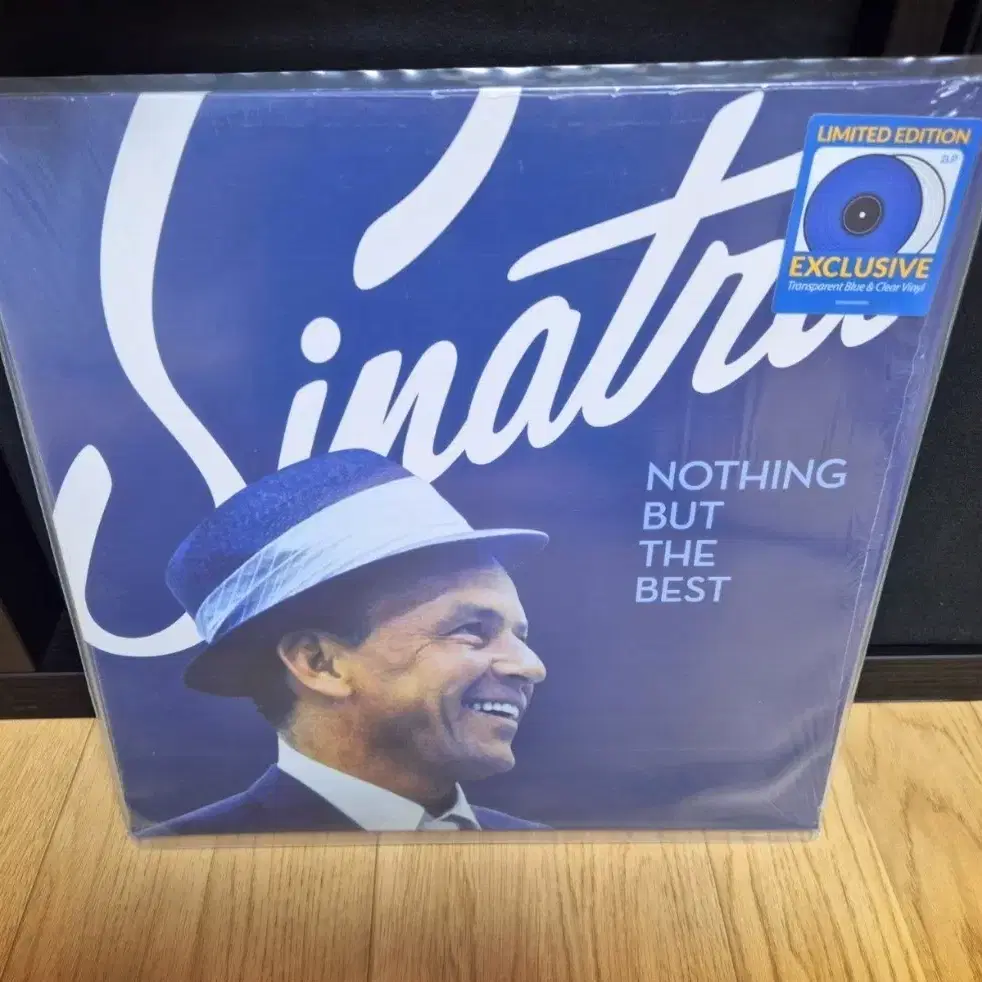 Sinatra
LIMITED EDITION
2LP
EXCLUSIVE
Transparent Blue & Clear Vinyl
NOTHING
BUT
THE
BEST